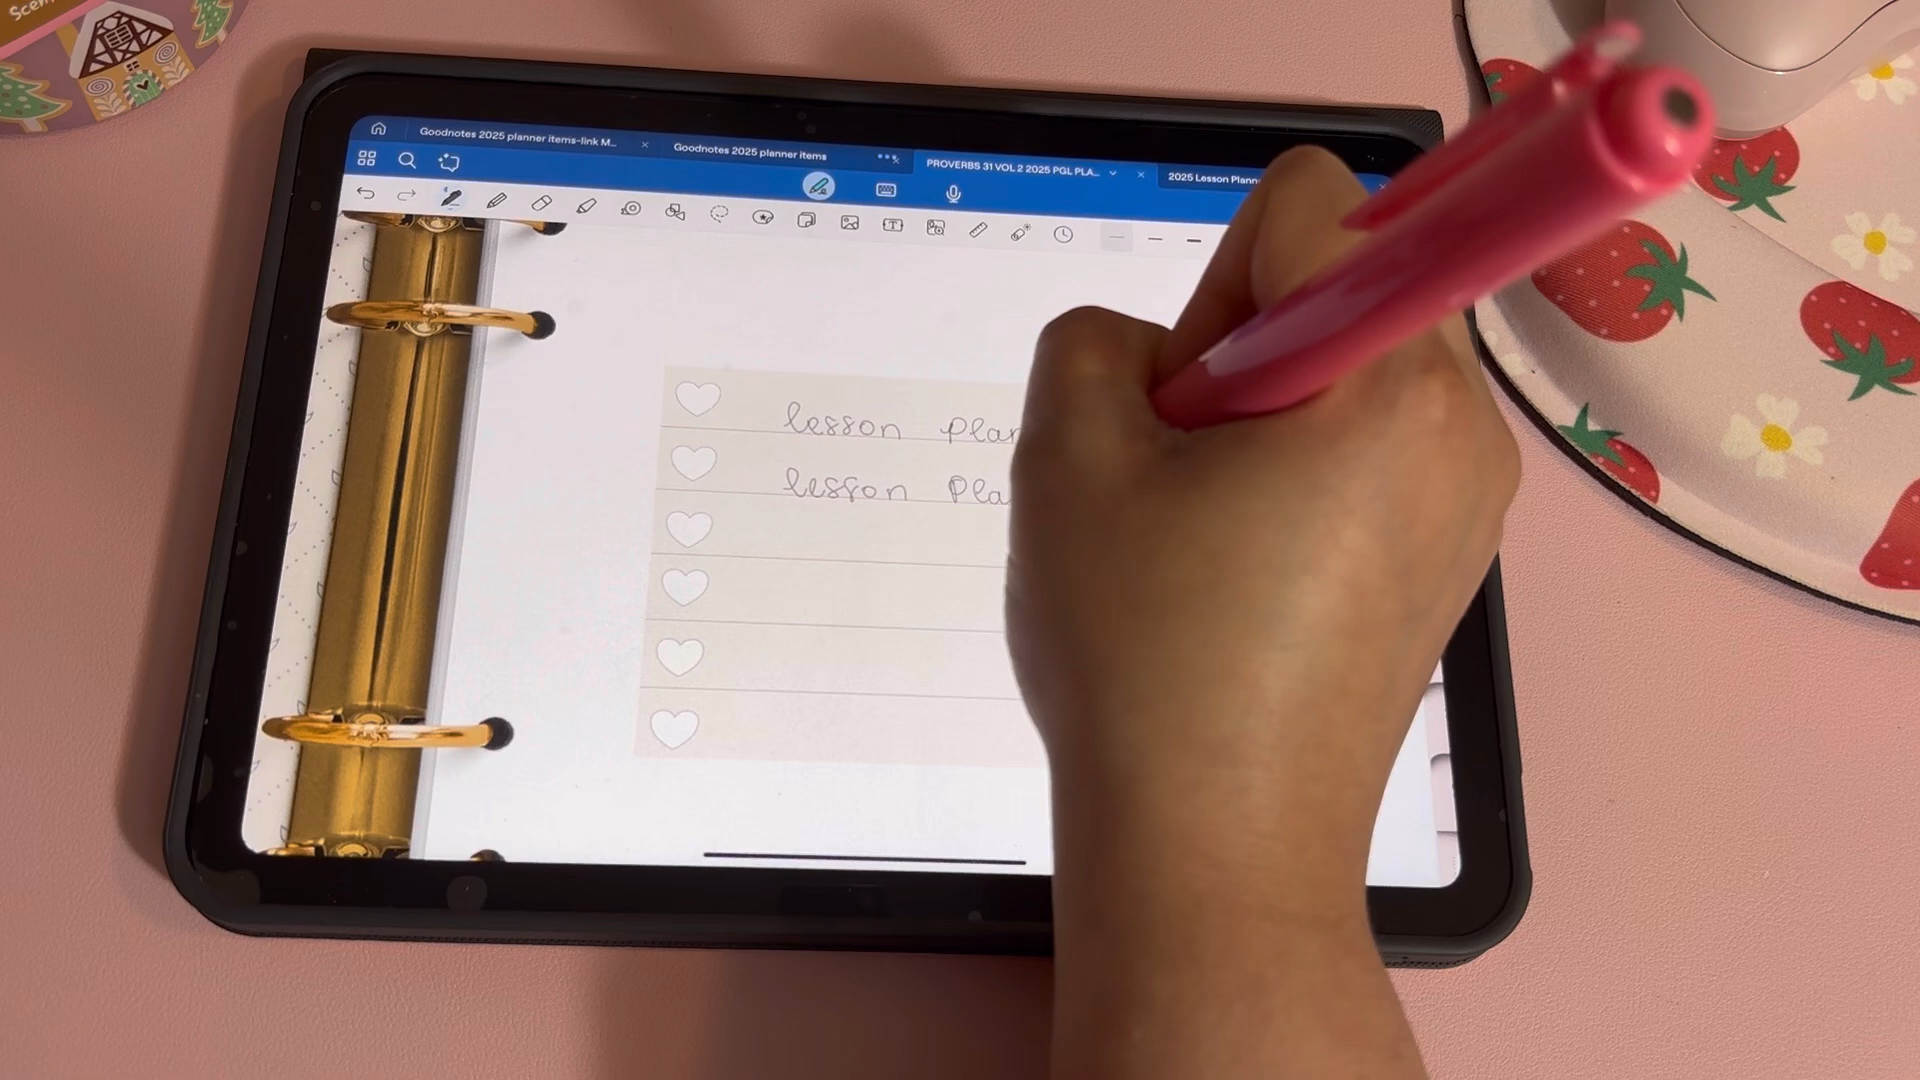 Goodnotes 2025 planner items-link M...
Goodnotes 2025 planner items
PROVERBS 31 VOL 2 2025 PGL PLA...
2025 Lesson Plann
lesson plan
lesson Pla